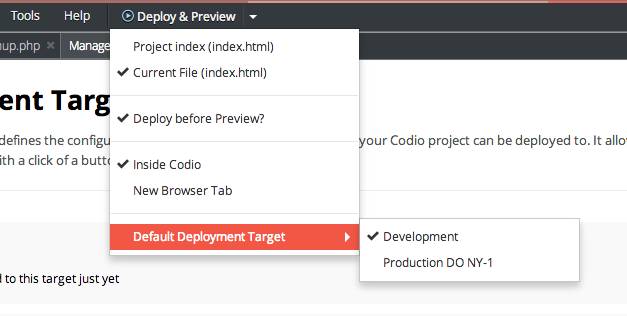 Tools Help Deploy & Preview
up.php × Manage
Project index (index.html)
Current File (index.html)
ent Targ
Deploy before Preview?
defines the configu your Codio project can be deployed to. It allo
ith a click of a butto
Inside Codio
New Browser Tab
Default Deployment Target
Development
Production DO NY-1
d to this target just yet